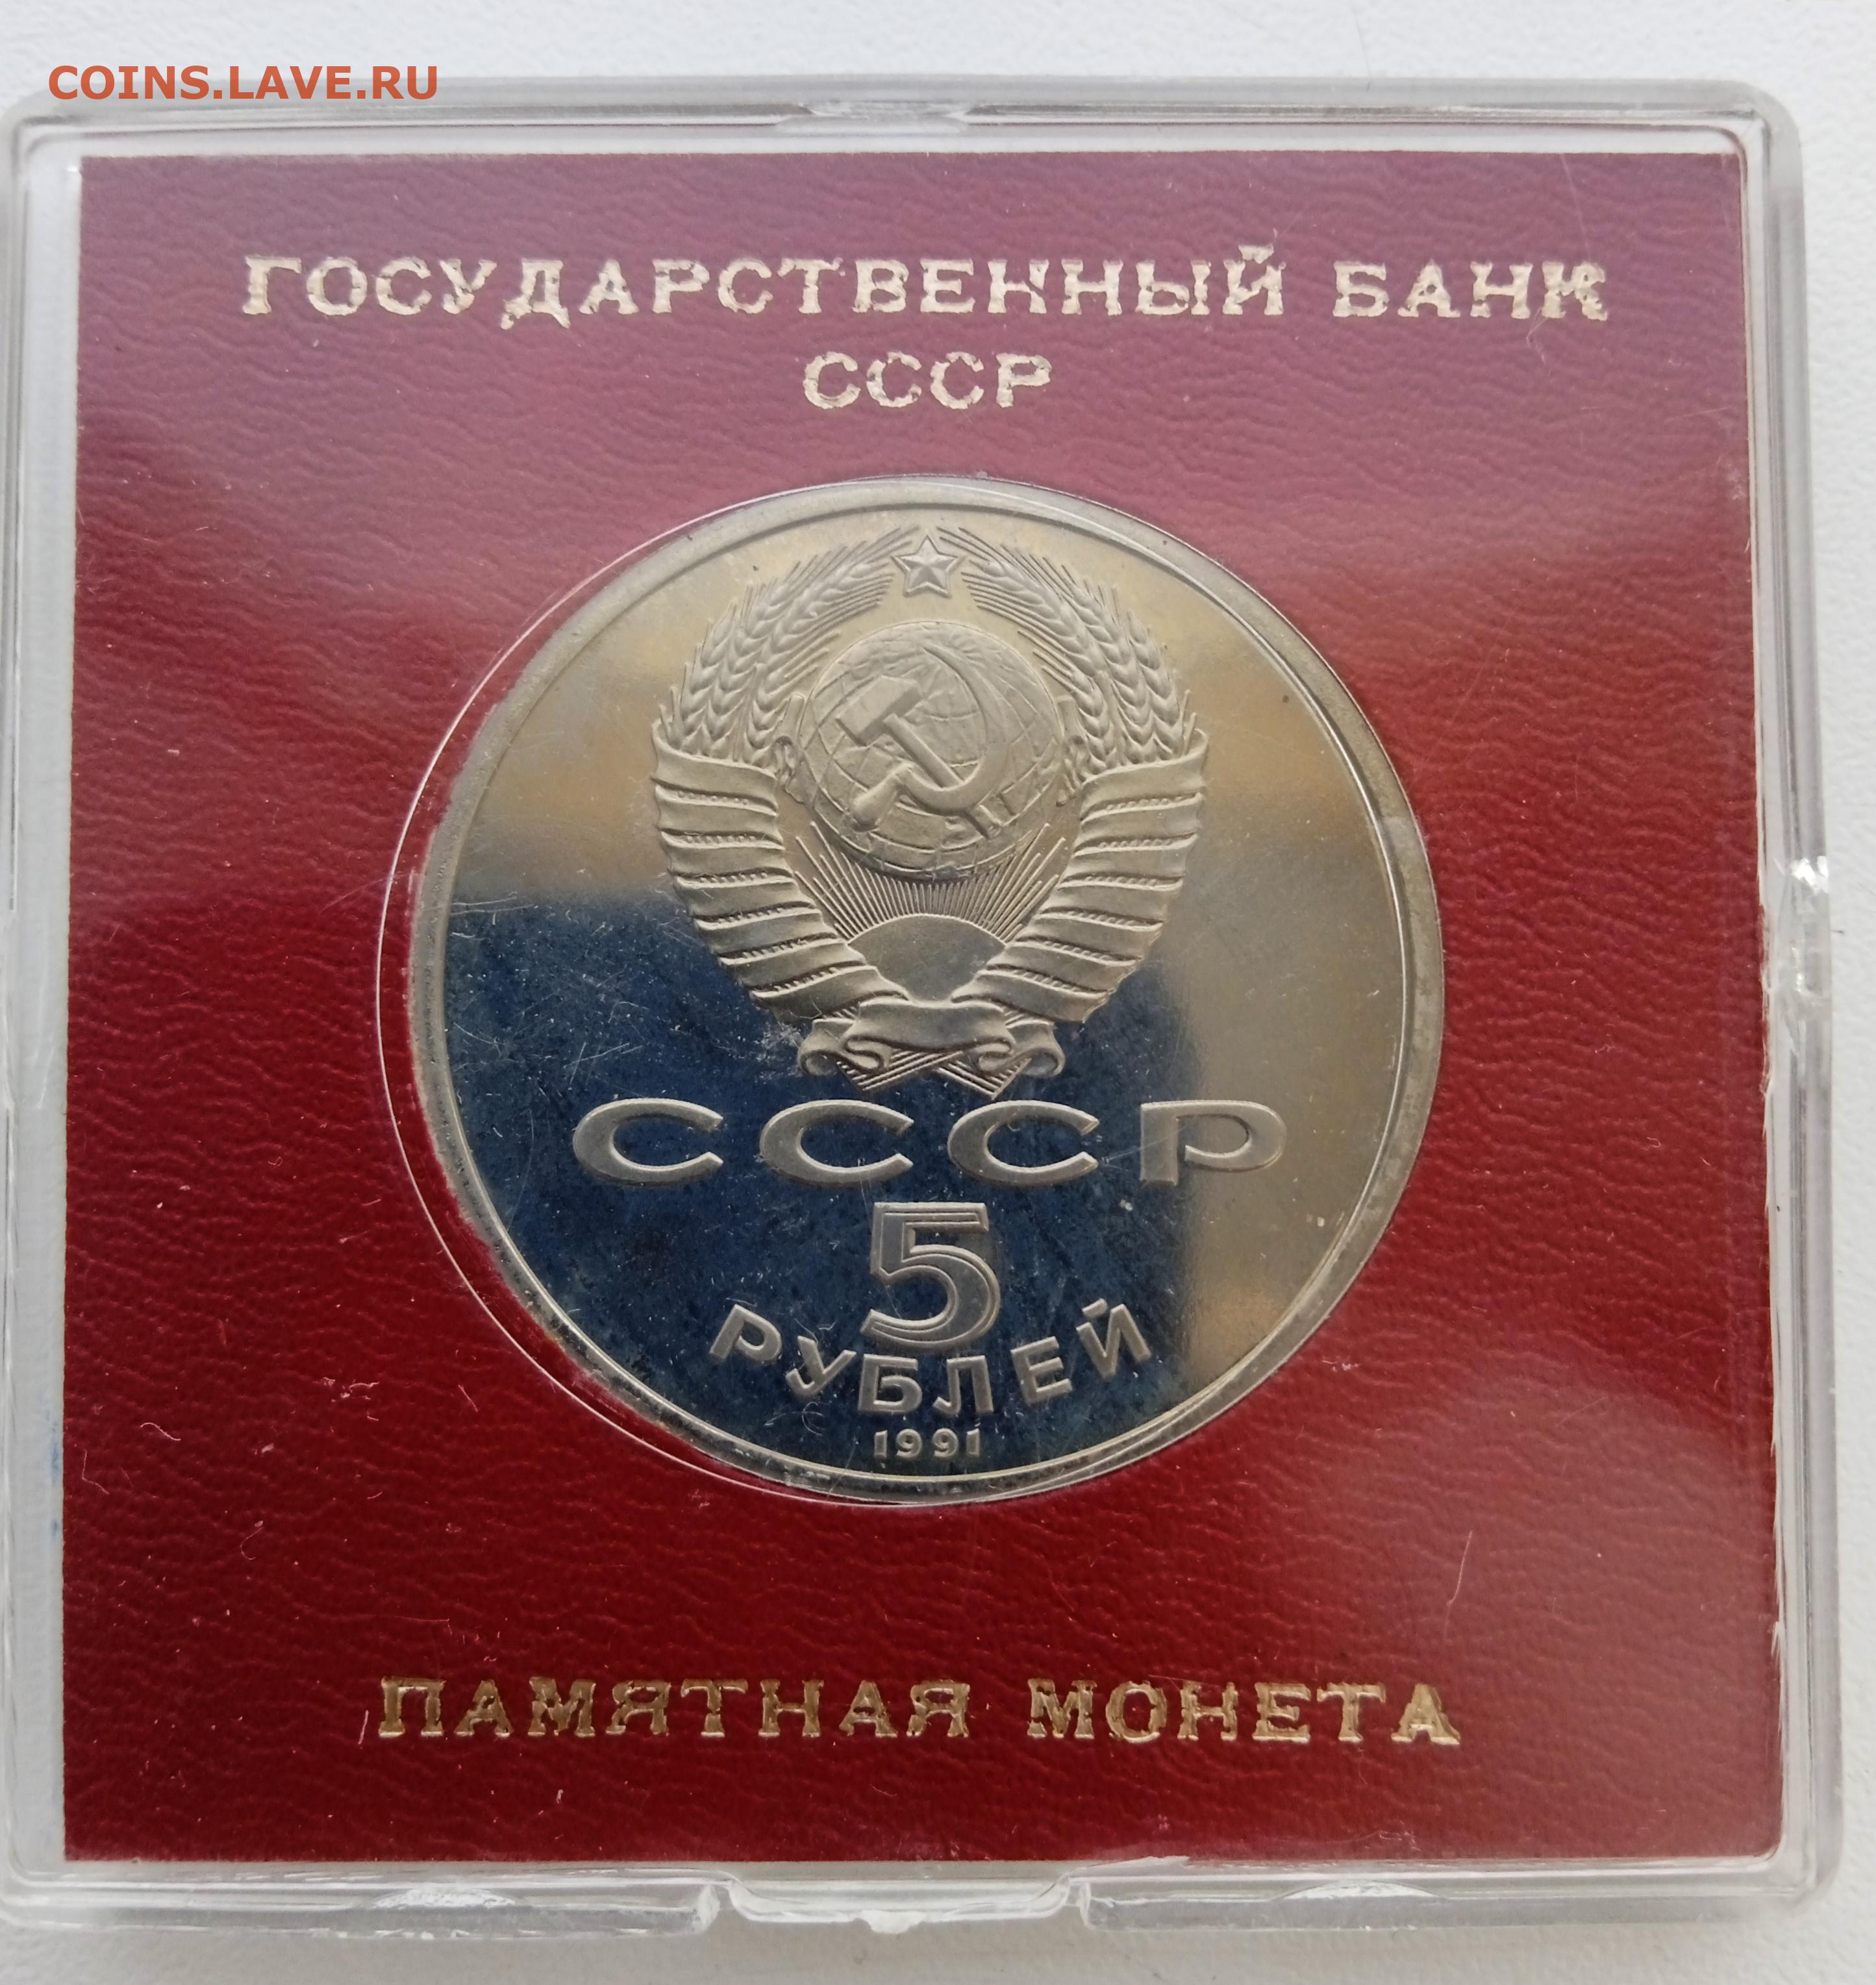 COINS.LAVE.RU
ГОСУДАРСТВЕННЫЙ БАНК
СССР
СССР
5
РУБЛЕЙ
1991
ПАМЯТНАЯ МОНЕТА